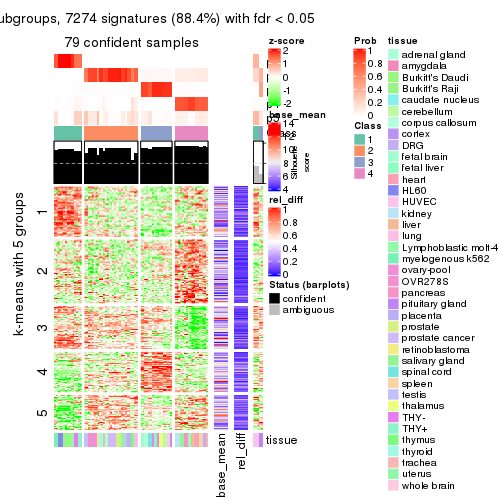 ubgroups, 7274 signatures (88.4%) with fdr < 0.05
79 confident samples
k-means with 5 groups
1
2
3
4
5
base_mean
rel_diff
tissue
z-score
2
1
0
-1
-2
base_mean
14
12
10
8
6
4
Silhouette
score
rel_diff
1
0.8
0.6
0.4
0.2
0
Status (barplots)
confident
ambiguous
Prob
1
0.8
0.6
0.4
0.2
0
Class
1
2
3
4
tissue
adrenal gland
amygdala
Burkitt's Daudi
Burkitt's Raji
caudate nucleus
cerebellum
corpus callosum
cortex
DRG
fetal brain
fetal liver
heart
HL60
HUVEC
kidney
liver
lung
Lymphoblastic molt-4
myelogenous k562
ovary-pool
OVR278S
pancreas
pituitary gland
placenta
prostate
prostate cancer
retinoblastoma
salivary gland
spinal cord
spleen
testis
thalamus
THY-
THY+
thymus
thyroid
trachea
uterus
whole brain